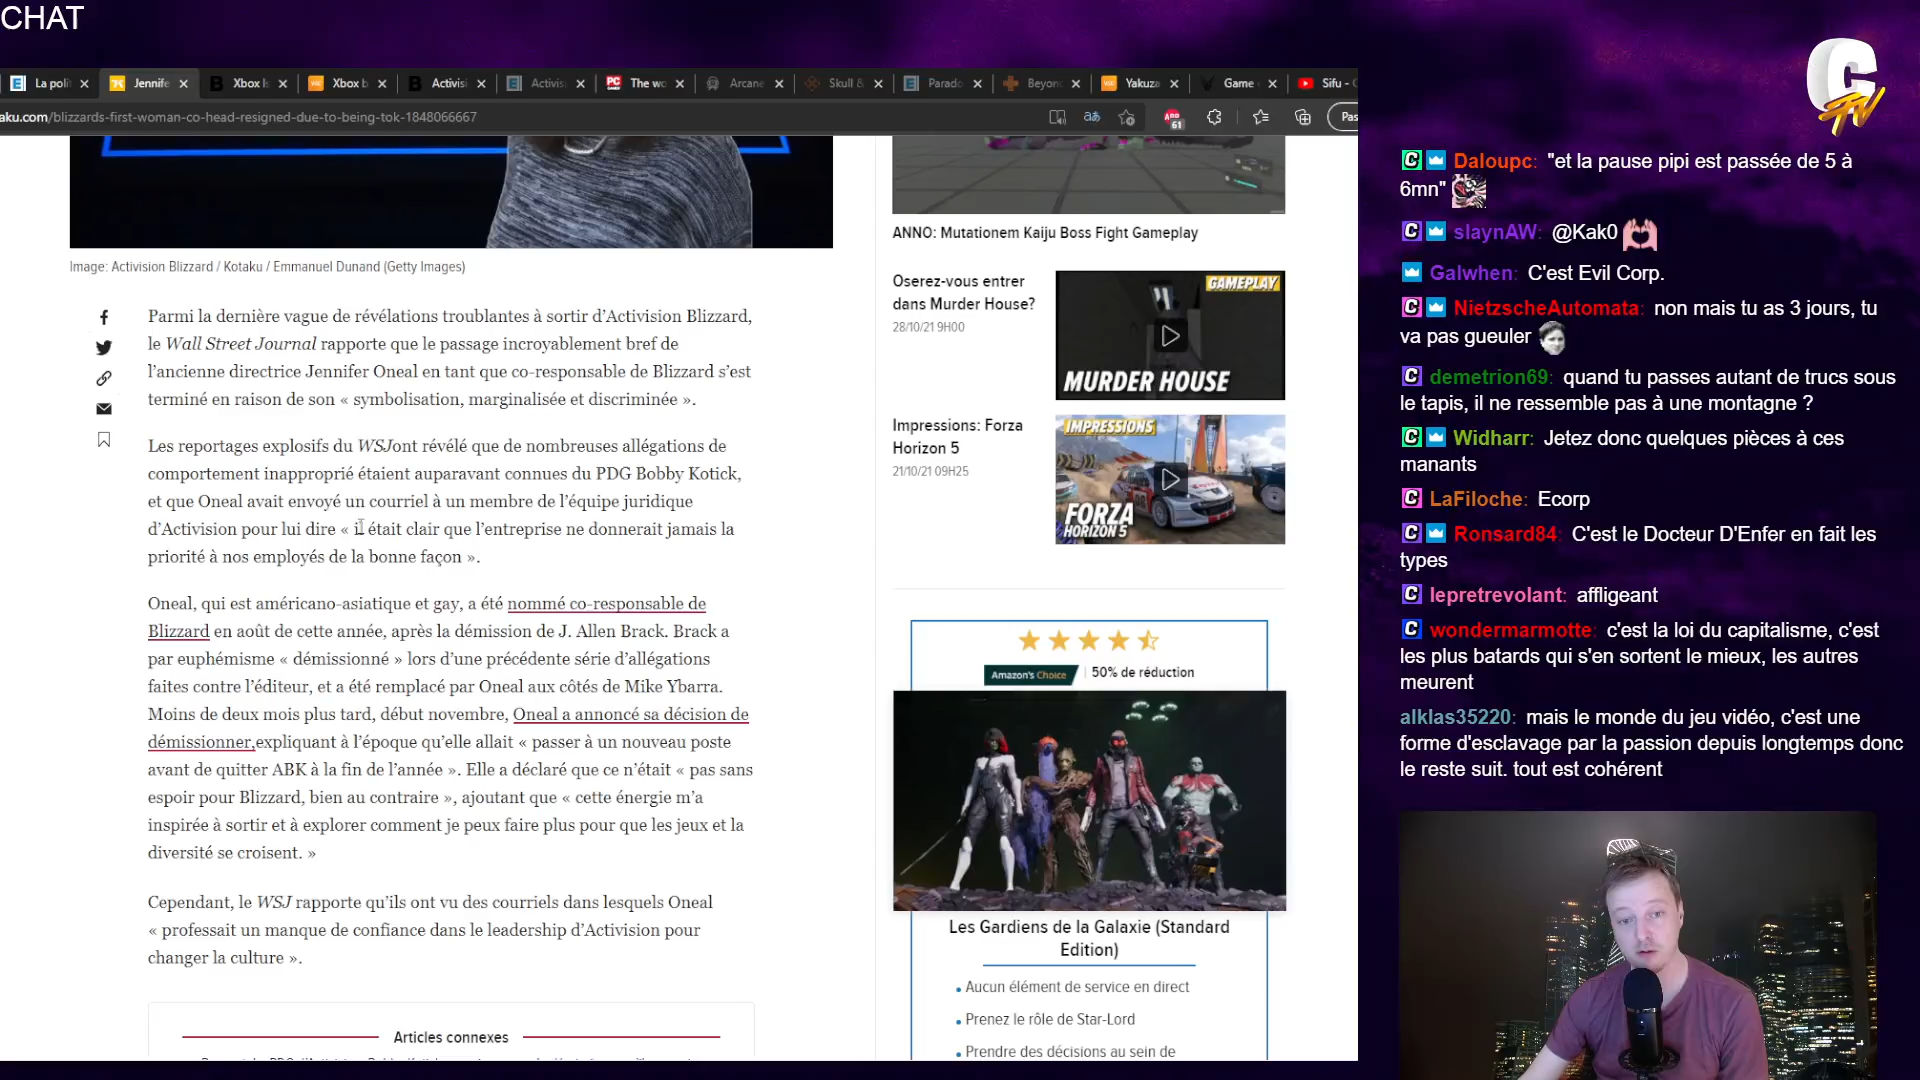 CHAT
La poli
Jennife
Xbox Is
Xbox b
Activisi
Activis
The wo
Arcane
Skull &
Parado
Beyon
Yakuza
Game
Sifu -
aku.com/blizzards-first-woman-co-head-resigned-due-to-being-tok-1848066667
61
Pas
Image: Activision Blizzard / Kotaku / Emmanuel Dunand (Getty Images)
Parmi la dernière vague de révélations troublantes à sortir d'Activision Blizzard,
le Wall Street Journal rapporte que le passage incroyablement bref de
l'ancienne directrice Jennifer Oneal en tant que co-responsable de Blizzard s'est
terminé en raison de son « symbolisation, marginalisée et discriminée ».
Les reportages explosifs du WSJont révélé que de nombreuses allégations de
comportement inapproprié étaient auparavant connues du PDG Bobby Kotick,
et que Oneal avait envoyé un courriel à un membre de l'équipe juridique
d'Activision pour lui dire « il était clair que l'entreprise ne donnerait jamais la
priorité à nos employés de la bonne façon ».
Oneal, qui est américano-asiatique et gay, a été nommé co-responsable de
Blizzard en août de cette année, après la démission de J. Allen Brack. Brack a
par euphémisme « démissionné » lors d'une précédente série d'allégations
faites contre l'éditeur, et a été remplacé par Oneal aux côtés de Mike Ybarra.
Moins de deux mois plus tard, début novembre, Oneal a annoncé sa décision de
démissionner,expliquant à l'époque qu'elle allait « passer à un nouveau poste
avant de quitter ABK à la fin de l'année ». Elle a déclaré que ce n'était « pas sans
espoir pour Blizzard, bien au contraire », ajoutant que « cette énergie m'a
inspirée à sortir et à explorer comment je peux faire plus pour que les jeux et la
diversité se croisent. »
Cependant, le WSJ rapporte qu'ils ont vu des courriels dans lesquels Oneal
« professait un manque de confiance dans le leadership d'Activision pour
changer la culture ».
Articles connexes
ANNO: Mutationem Kaiju Boss Fight Gameplay
Oserez-vous entrer
dans Murder House?
28/10/21 9H00
GAMEPLAY
MURDER HOUSE
Impressions: Forza
Horizon 5
21/10/21 09H25
IMPRESSIONS
FORZA
HORIZON 5
Amazon's Choice
50% de réduction
Les Gardiens de la Galaxie (Standard
Edition)
• Aucun élément de service en direct
• Prenez le rôle de Star-Lord
• Prendre des décisions au sein de
C
TV
Daloupc: "et la pause pipi est passée de 5 à
6mn"
slaynAW: @Kak0
Galwhen: C'est Evil Corp.
NietzscheAutomata: non mais tu as 3 jours, tu
va pas gueuler
demetrion69: quand tu passes autant de trucs sous
le tapis, il ne ressemble pas à une montagne ?
Widharr: Jetez donc quelques pièces à ces
manants
LaFiloche: Ecorp
Ronsard84: C'est le Docteur D'Enfer en fait les
types
lepretrevolant: affligeant
wondermarmotte: c'est la loi du capitalisme, c'est
les plus batards qui s'en sortent le mieux, les autres
meurent
alklas35220: mais le monde du jeu vidéo, c'est une
forme d'esclavage par la passion depuis longtemps donc
le reste suit. tout est cohérent